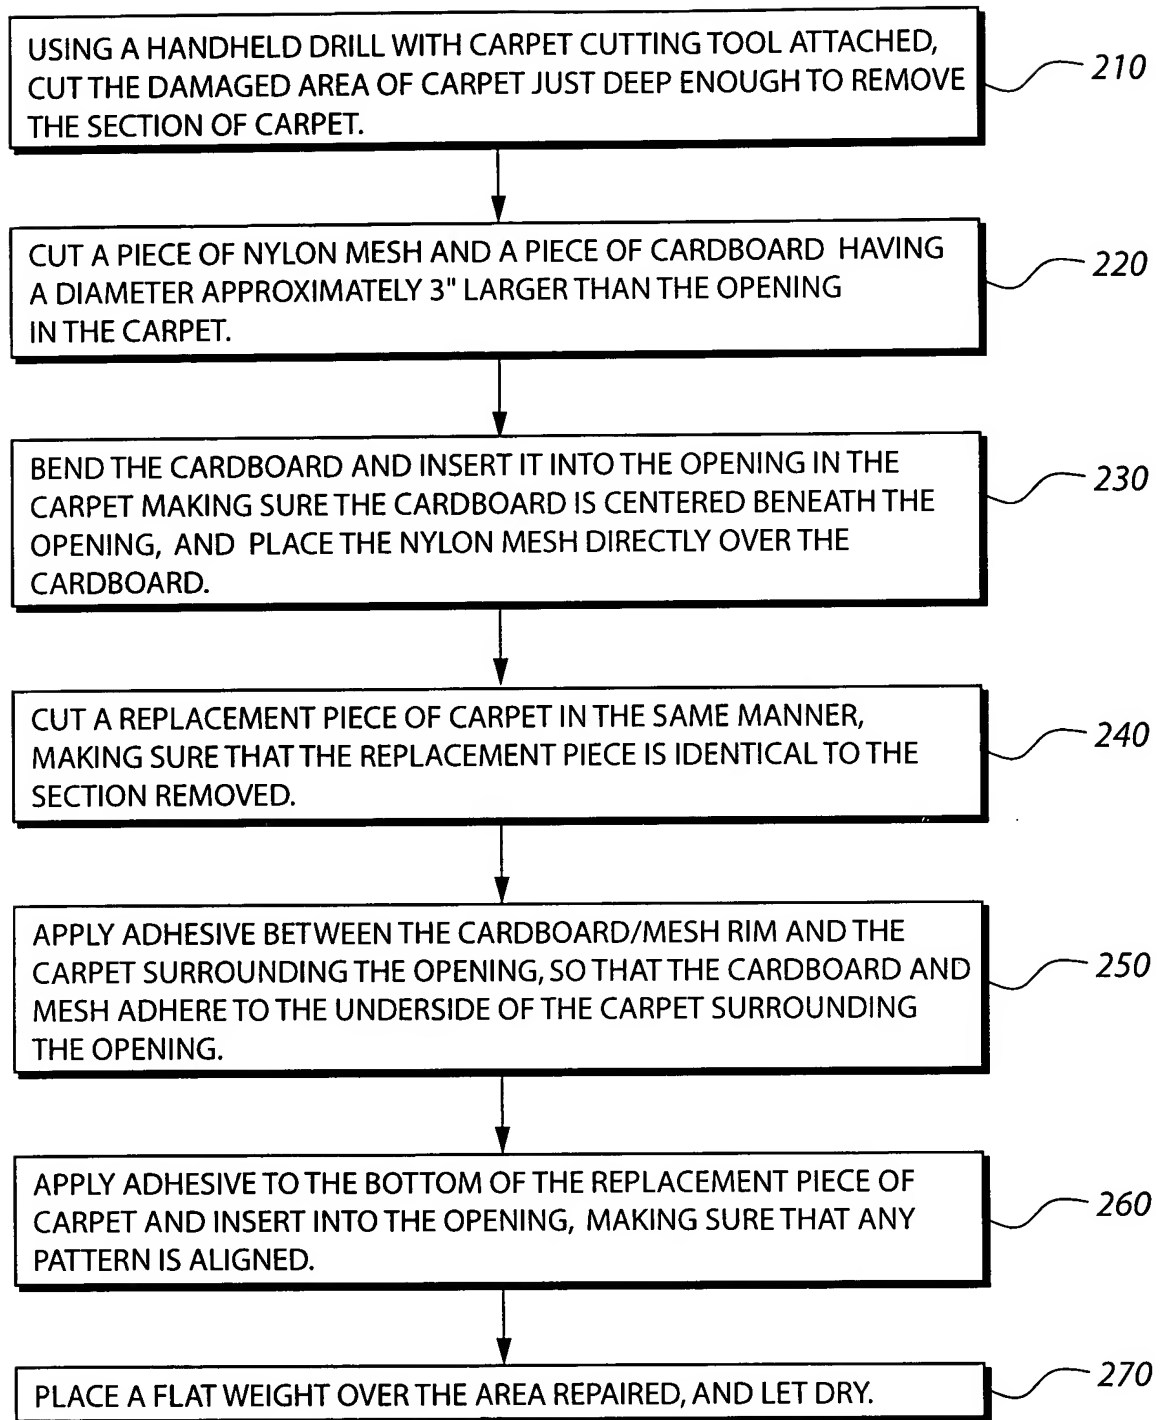 USING A HANDHELD DRILL WITH CARPET CUTTING TOOL ATTACHED,
CUT THE DAMAGED AREA OF CARPET JUST DEEP ENOUGH TO REMOVE
THE SECTION OF CARPET.
210
CUT A PIECE OF NYLON MESH AND A PIECE OF CARDBOARD HAVING
A DIAMETER APPROXIMATELY 3" LARGER THAN THE OPENING
IN THE CARPET.
220
BEND THE CARDBOARD AND INSERT IT INTO THE OPENING IN THE
CARPET MAKING SURE THE CARDBOARD IS CENTERED BENEATH THE
OPENING, AND PLACE THE NYLON MESH DIRECTLY OVER THE
CARDBOARD.
230
CUT A REPLACEMENT PIECE OF CARPET IN THE SAME MANNER,
MAKING SURE THAT THE REPLACEMENT PIECE IS IDENTICAL TO THE
SECTION REMOVED.
240
APPLY ADHESIVE BETWEEN THE CARDBOARD/MESH RIM AND THE
CARPET SURROUNDING THE OPENING, SO THAT THE CARDBOARD AND
MESH ADHERE TO THE UNDERSIDE OF THE CARPET SURROUNDING
THE OPENING.
250
APPLY ADHESIVE TO THE BOTTOM OF THE REPLACEMENT PIECE OF
CARPET AND INSERT INTO THE OPENING, MAKING SURE THAT ANY
PATTERN IS ALIGNED.
260
PLACE A FLAT WEIGHT OVER THE AREA REPAIRED, AND LET DRY.
270